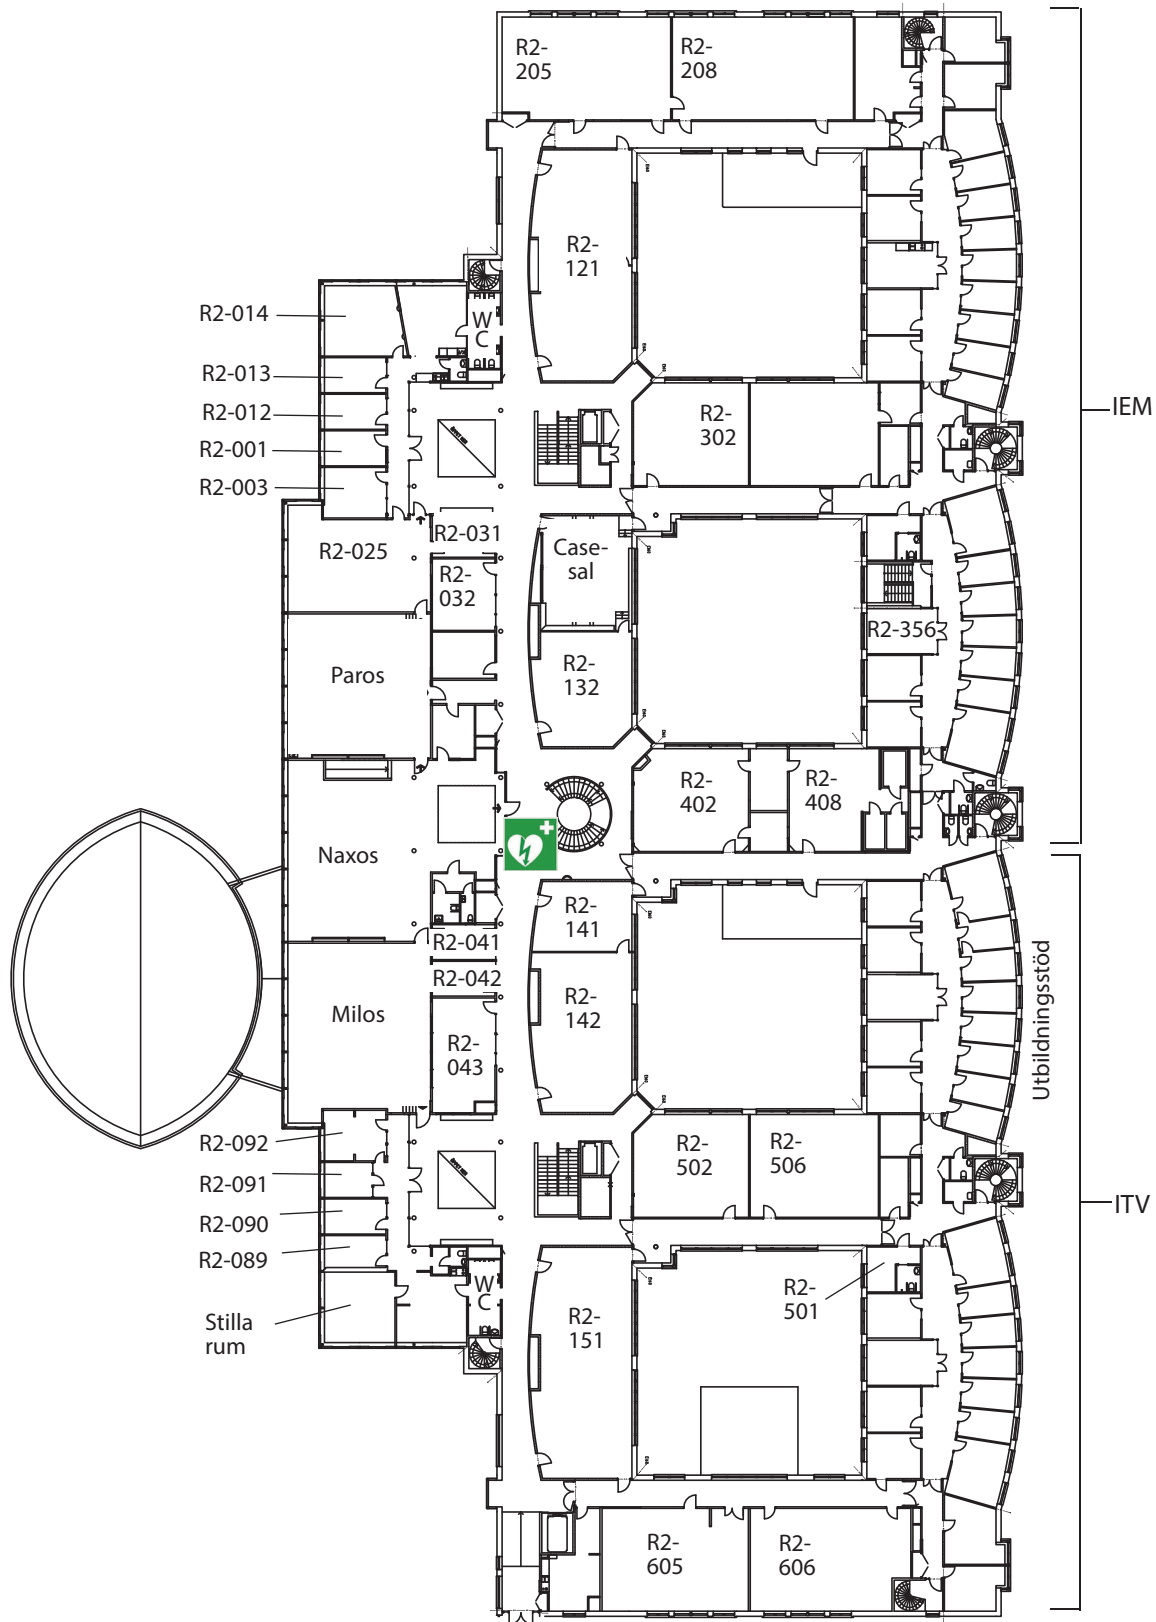 R2-
205
R2-
208
R2-
121
R2-014
W
C
R2-013
R2-012
R2-001
R2-003
R2-
302
IEM
R2-025
R2-031
R2-
032
Case-
sal
R2-356
Paros
R2-
132
R2-
402
R2-
408
Naxos
R2-
141
R2-041
R2-042
Milos
R2-
142
R2-
043
Utbildningsstöd
R2-092
R2-091
R2-090
R2-089
R2-
502
R2-
506
ITV
W
C
R2-
501
Stilla
rum
R2-
151
R2-
605
R2-
606